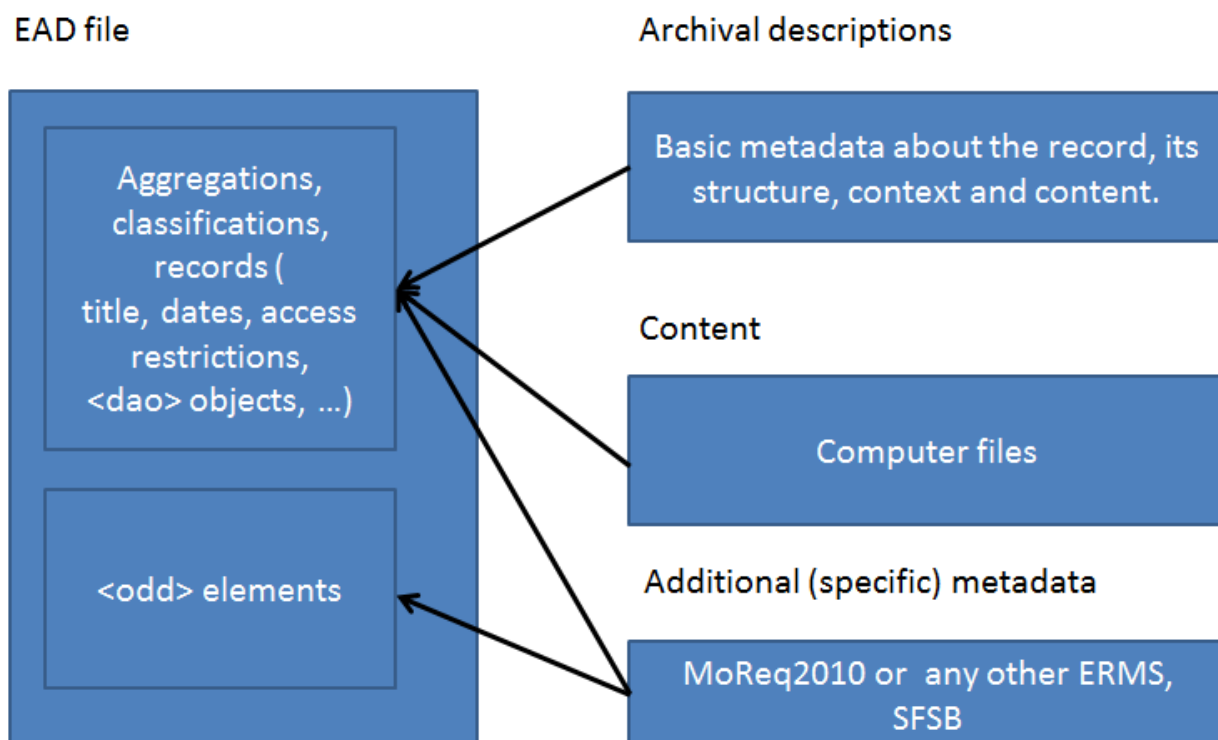 EAD file
Aggregations,
classifications,
records (
title, dates, access
restrictions,
<dao> objects, ...)
<odd> elements
Archival descriptions
Basic metadata about the record, its
structure, context and content.
Content
Computer files
Additional (specific) metadata
MoReq2010 or  any other ERMS,
SFSB